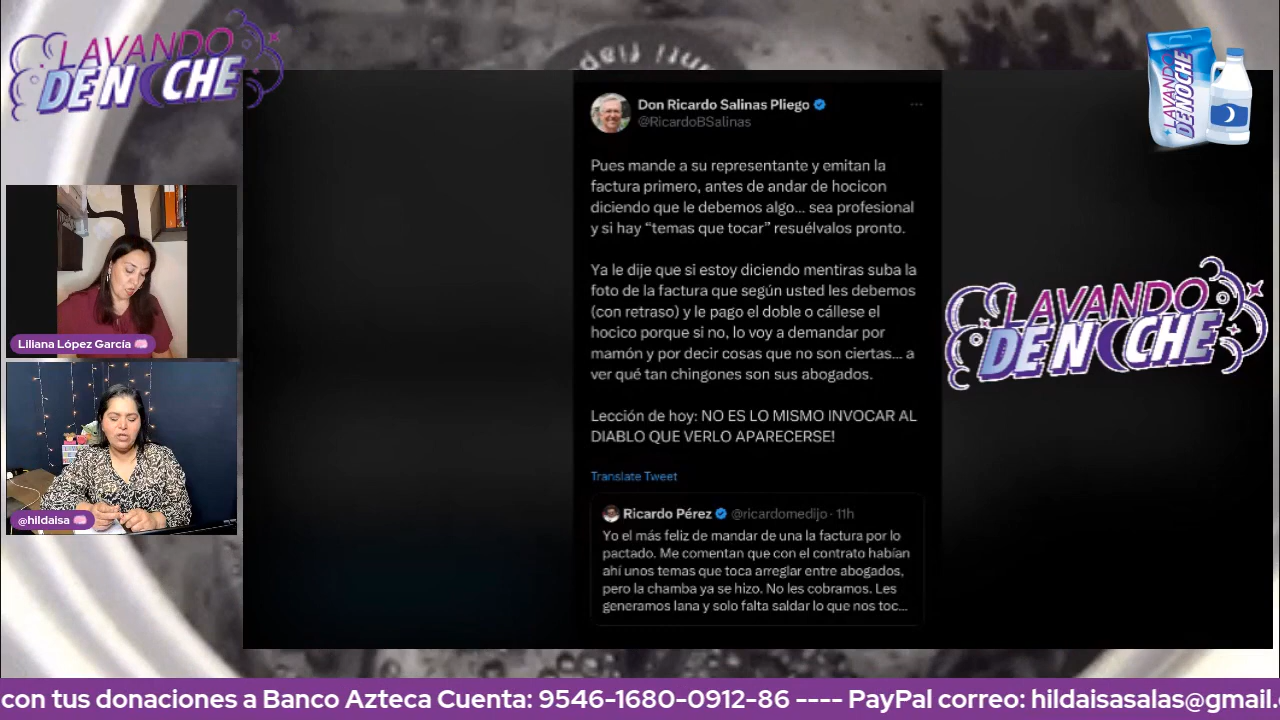 LAVANDO
DE NOCHE
LAVANDO
DE NOCHE
Don Ricardo Salinas Pliego
@RicardoBSalinas
Pues mande a su representante y emitan la
factura primero, antes de andar de hocicon
diciendo que le debemos algo... sea profesional
y si hay “temas que tocar” resuélvalos pronto.
Ya le dije que si estoy diciendo mentiras suba la
foto de la factura que según usted les debemos
(con retraso) y le pago el doble o cállese el
hocico porque si no, lo voy a demandar por
mamón y por decir cosas que no son ciertas... a
ver qué tan chingones son sus abogados.
Lección de hoy: NO ES LO MISMO INVOCAR AL
DIABLO QUE VERLO APARECERSE!
Translate Tweet
Ricardo Pérez @ricardomedijo · 11h
Yo el más feliz de mandar de una la factura por lo
pactado. Me comentan que con el contrato habían
ahí unos temas que toca arreglar entre abogados,
pero la chamba ya se hizo. No les cobramos. Les
generamos lana y solo falta saldar lo que nos toc...
LAVANDO
DE NOCHE
Liliana López García
@hildaisa
con tus donaciones a Banco Azteca Cuenta: 9546-1680-0912-86 ---- PayPal correo: hildaisasalas@gmail.